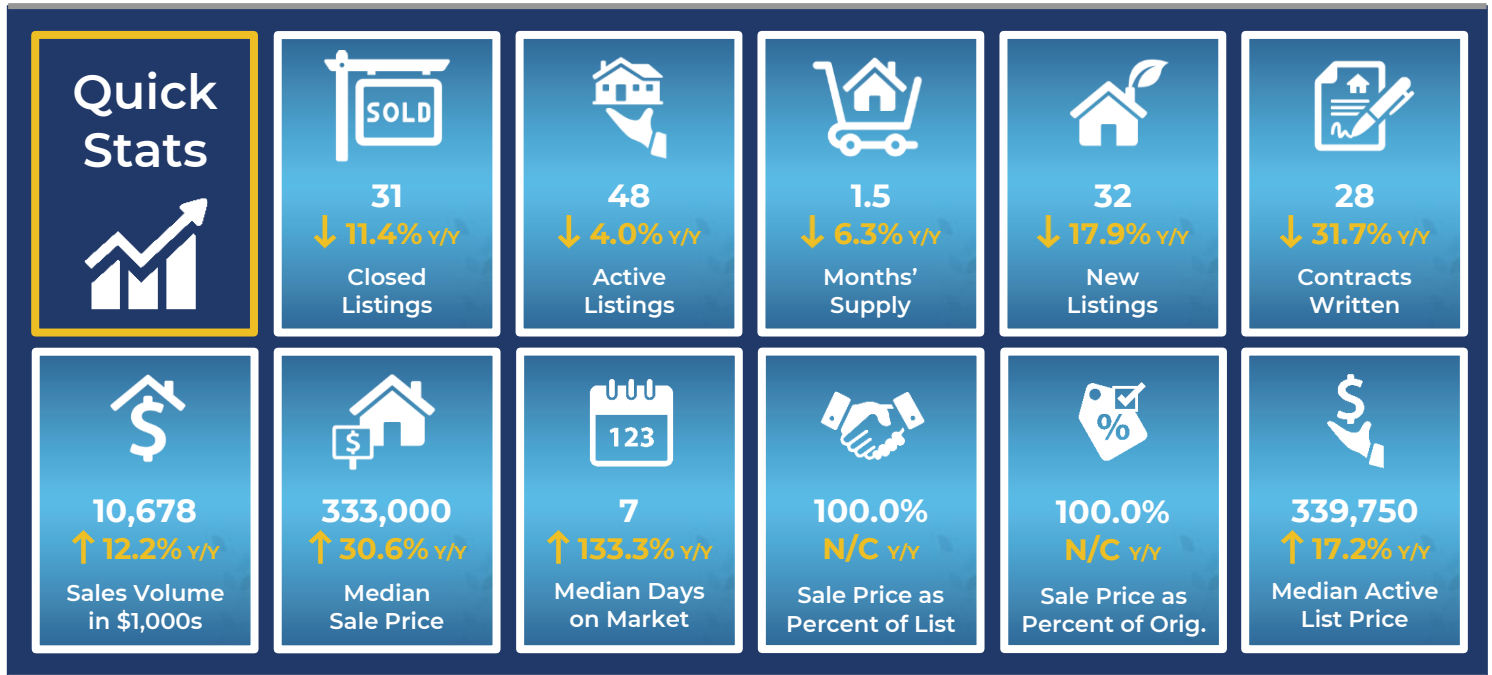 Quick
Stats
SOLD
31
↓ 11.4% Y/Y
Closed
Listings
48
↓ 4.0% Y/Y
Active
Listings
1.5
↓ 6.3% Y/Y
Months’
Supply
32
↓ 17.9% Y/Y
New
Listings
28
↓ 31.7% Y/Y
Contracts
Written
$
10,678
↑ 12.2% Y/Y
Sales Volume
in $1,000s
$
333,000
↑ 30.6% Y/Y
Median
Sale Price
123
7
↑ 133.3% Y/Y
Median Days
on Market
100.0%
N/C Y/Y
Sale Price as
Percent of List
%
100.0%
N/C Y/Y
Sale Price as
Percent of Orig.
$
339,750
↑ 17.2% Y/Y
Median Active
List Price